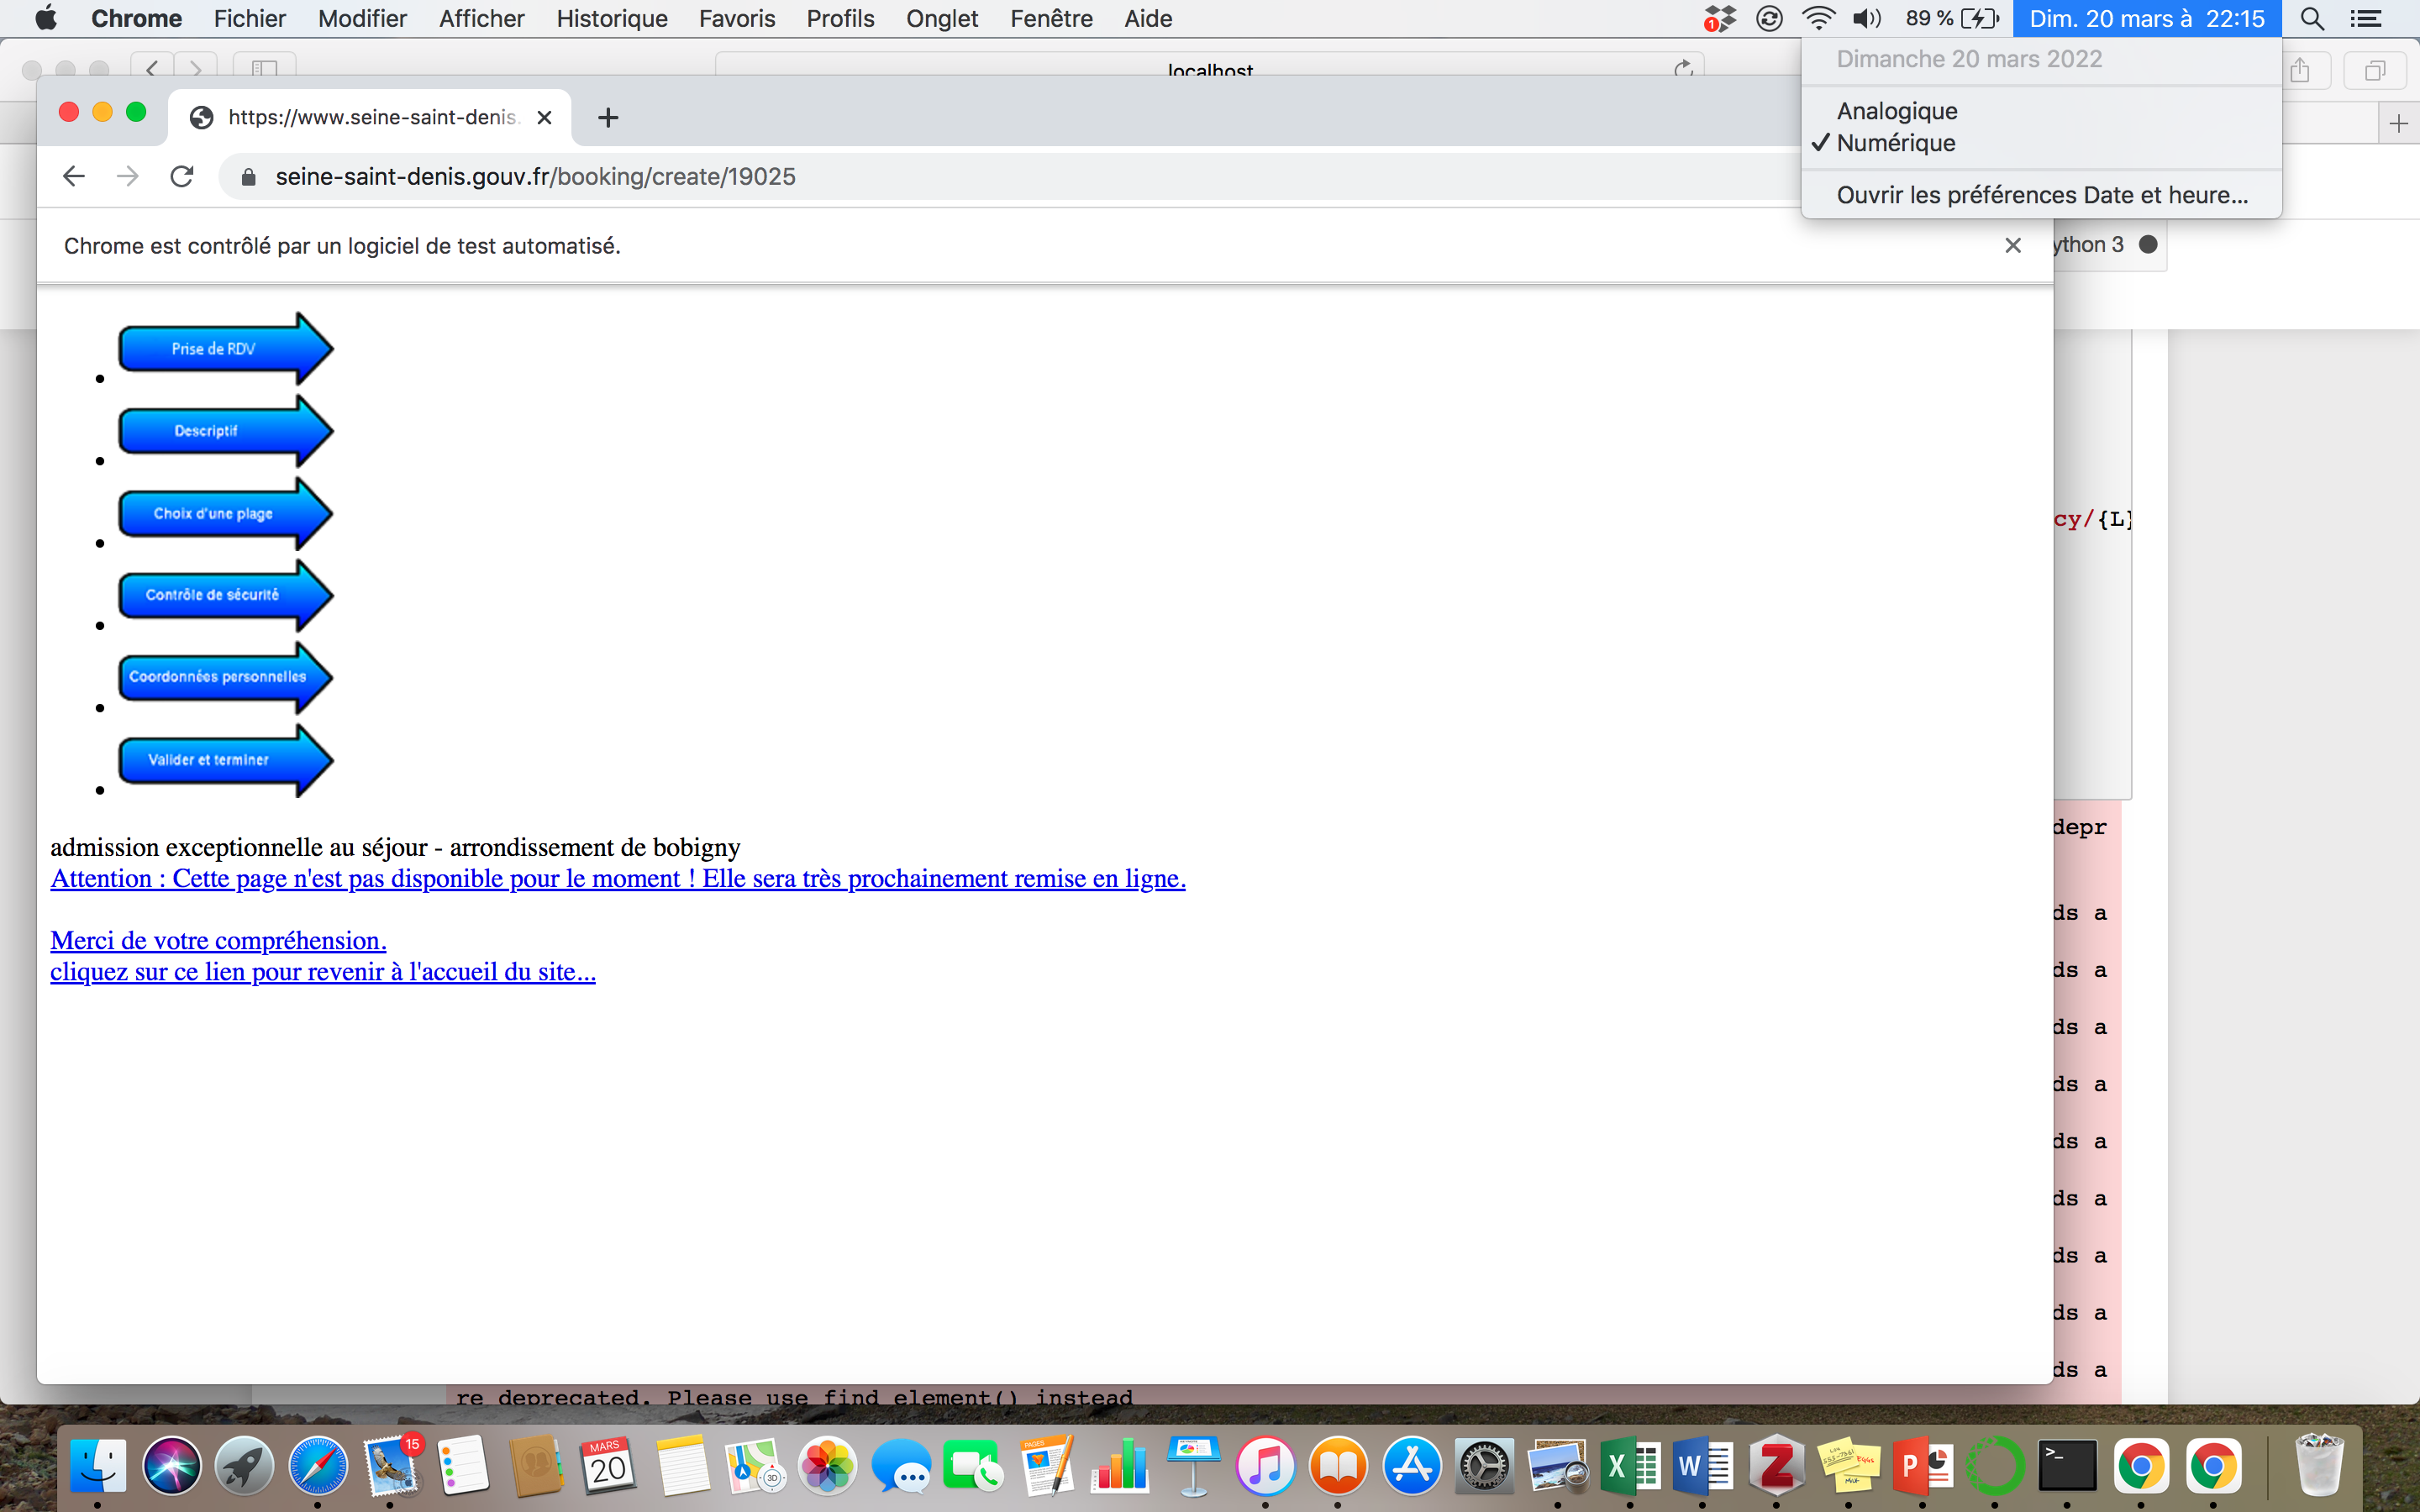 Chrome Fichier Modifier Afficher Historique Favoris Profils Onglet Fenêtre Aide
1 89 % Dim. 20 mars à 22:15
Dimanche 20 mars 2022
Analogique
✓ Numérique
Ouvrir les préférences Date et heure...
localhost
https://www.seine-saint-denis.
seine-saint-denis.gouv.fr/booking/create/19025
Chrome est contrôlé par un logiciel de test automatisé.
ython 3
Prise de RDV
Descriptif
Choix d'une plage
Contrôle de sécurité
Coordonnées personnelles
Valider et terminer
cy/{L}
admission exceptionnelle au séjour - arrondissement de bobigny
Attention : Cette page n'est pas disponible pour le moment ! Elle sera très prochainement remise en ligne.
Merci de votre compréhension.
cliquez sur ce lien pour revenir à l'accueil du site...
depr
ds a
ds a
ds a
ds a
ds a
ds a
ds a
ds a
ds a
re deprecated. Please use find element() instead
15
MARS
20
3D
PAGES
X
W
Z
P
>_